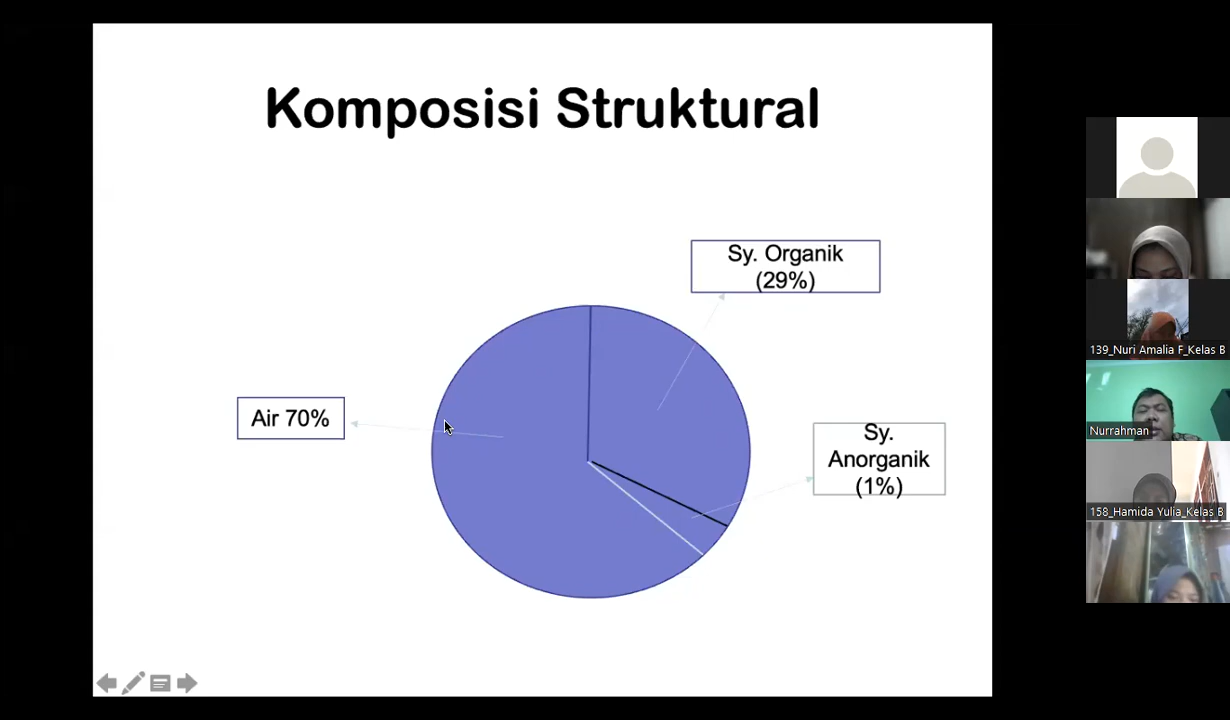 Komposisi Struktural
Sy. Organik
(29%)
Air 70%
Sy.
Anorganik
(1%)
139_Nuri Amalia F_Kelas B
Nurrahman
158_Hamida Yulia_Kelas B